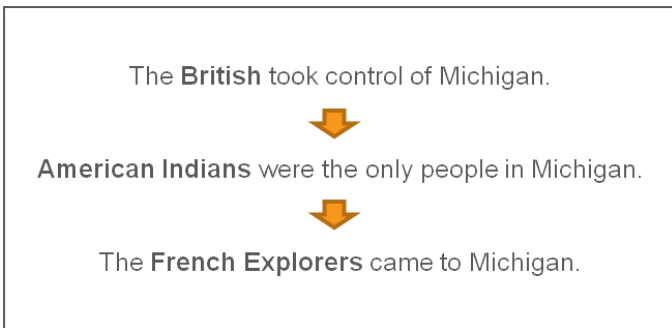 The British took control of Michigan.
American Indians were the only people in Michigan.
The French Explorers came to Michigan.